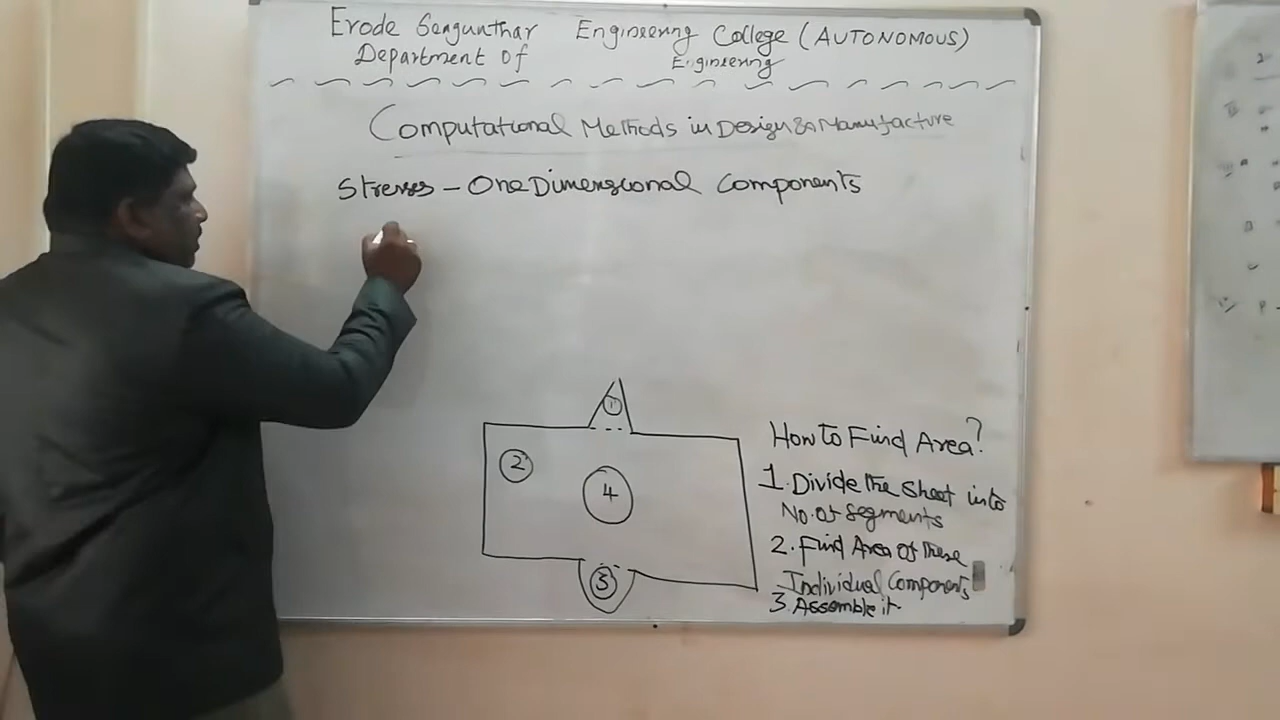 Erode Sengunthar Engineering College (AUTONOMOUS)
Department of Engineering
Computational Methods in Design & Manufacture
Stresses - One Dimensional Components
1
2
4
3
How to Find Area?
1. Divide the Sheet into
No. of Segments
2. Find Area of these
Individual Components
3 Assemble it